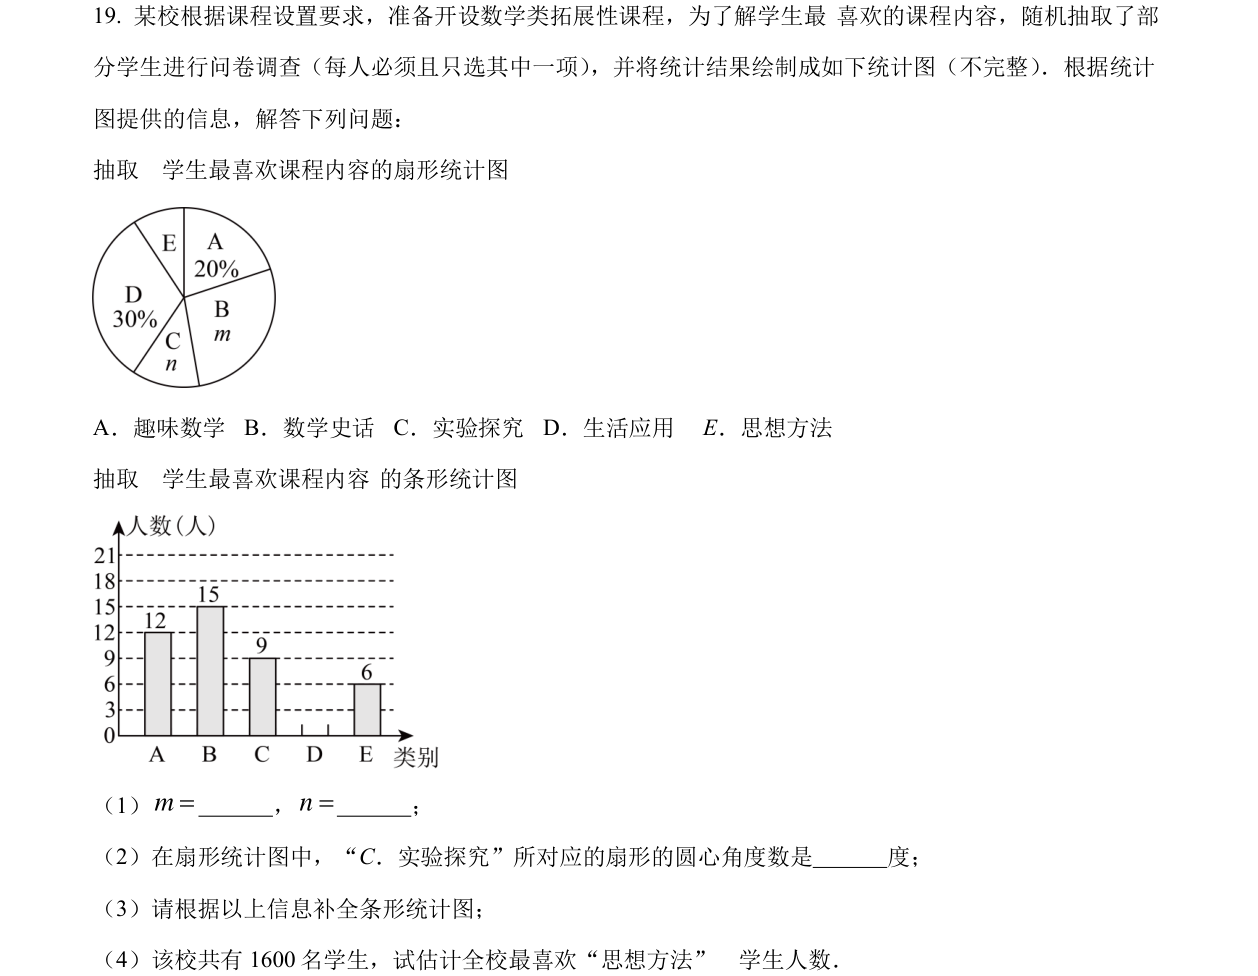 19. 某校根据课程设置要求，准备开设数学类拓展性课程，为了解学生最 喜欢的课程内容，随机抽取了部
分学生进行问卷调查（每人必须且只选其中一项），并将统计结果绘制成如下统计图（不完整）．根据统计
图提供的信息，解答下列问题：
抽取 学生最喜欢课程内容的扇形统计图
E A
20%
D
30%
B
m
C
n
A．趣味数学 B．数学史话 C．实验探究 D．生活应用 E．思想方法
抽取 学生最喜欢课程内容 的条形统计图
人数(人)
21
18
15
12
9
6
3
0
12
15
9
6
A B C D E 类别
（1）m=______，n=______；
（2）在扇形统计图中，“C．实验探究”所对应的扇形的圆心角度数是______度；
（3）请根据以上信息补全条形统计图；
（4）该校共有 1600 名学生，试估计全校最喜欢“思想方法” 学生人数．